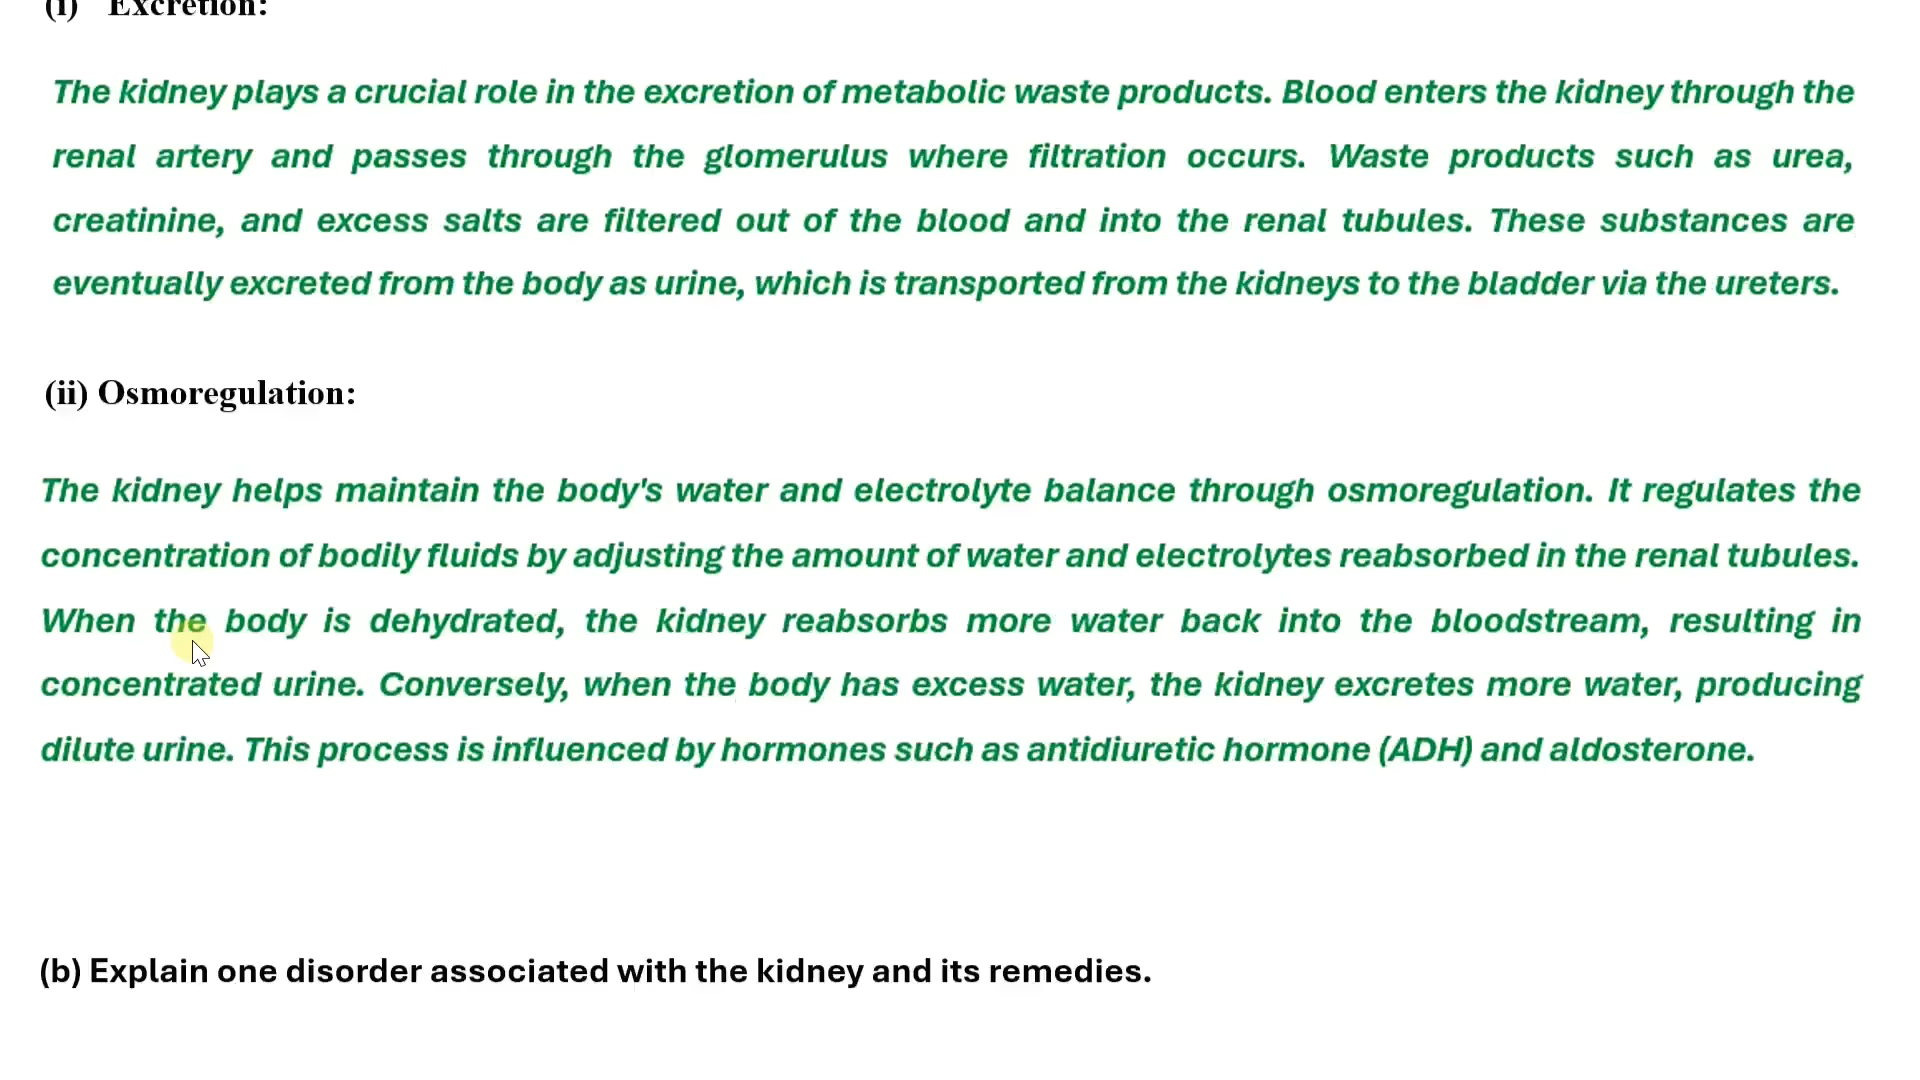 (i) Excretion:
The kidney plays a crucial role in the excretion of metabolic waste products. Blood enters the kidney through the
renal artery and passes through the glomerulus where filtration occurs. Waste products such as urea,
creatinine, and excess salts are filtered out of the blood and into the renal tubules. These substances are
eventually excreted from the body as urine, which is transported from the kidneys to the bladder via the ureters.
(ii) Osmoregulation:
The kidney helps maintain the body's water and electrolyte balance through osmoregulation. It regulates the
concentration of bodily fluids by adjusting the amount of water and electrolytes reabsorbed in the renal tubules.
When the body is dehydrated, the kidney reabsorbs more water back into the bloodstream, resulting in
concentrated urine. Conversely, when the body has excess water, the kidney excretes more water, producing
dilute urine. This process is influenced by hormones such as antidiuretic hormone (ADH) and aldosterone.
(b) Explain one disorder associated with the kidney and its remedies.